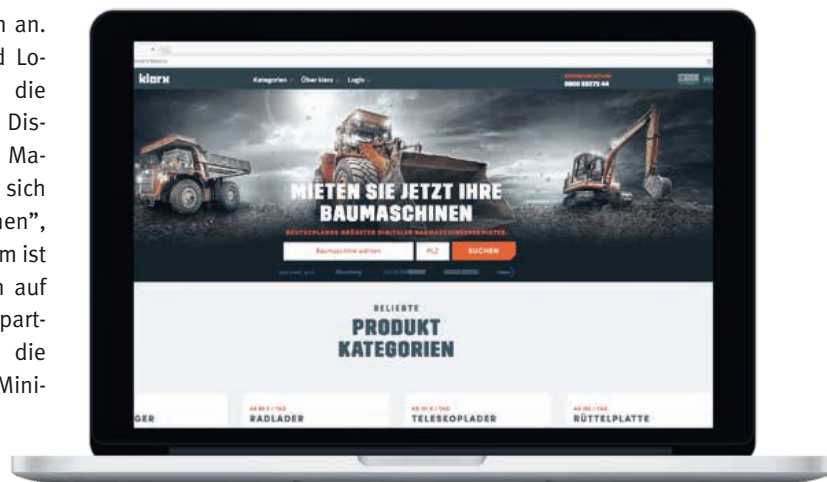 n an.
d Lo-
die
Dis-
Ma-
sich
nen”,
m ist
n auf
part-
die
Mini-
klarx
Kategorien Über klarx Login
0800 55273 44
MIETEN SIE JETZT IHRE
BAUMASCHINEN
DEUTSCHLANDS GRÖSSTER DIGITALER BAUMASCHINENVERMIETER
Baumaschine wählen PLZ SUCHEN
BELIEBTE
PRODUKT
KATEGORIEN
GER
RADLADER
TELESKOPLADER
RÜTTELPLATTE